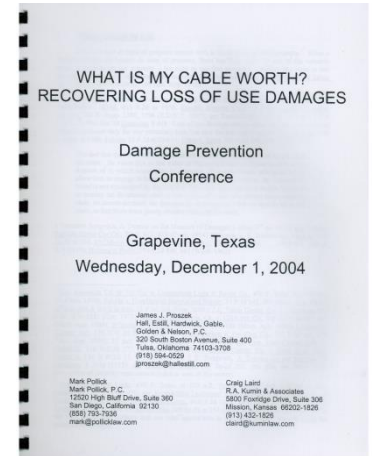 WHAT IS MY CABLE WORTH?
RECOVERING LOSS OF USE DAMAGES
Damage Prevention
Conference
Grapevine, Texas
Wednesday, December 1, 2004
James J. Proszek
Hall, Estill, Hardwick, Gable,
Golden & Nelson, P.C.
320 South Boston Avenue, Suite 400
Tulsa, Oklahoma 74103-3708
(918) 594-0529
jproszek@hallestill.com
Mark Pollick
Mark Pollick, P.C.
12520 High Bluff Drive, Suite 360
San Diego, California 92130
(858) 793-7936
mark@pollicklaw.com
Craig Laird
R.A. Kumin & Associates
5800 Foxridge Drive, Suite 306
Mission, Kansas 66202-1826
(913) 432-1826
claird@kuminlaw.com